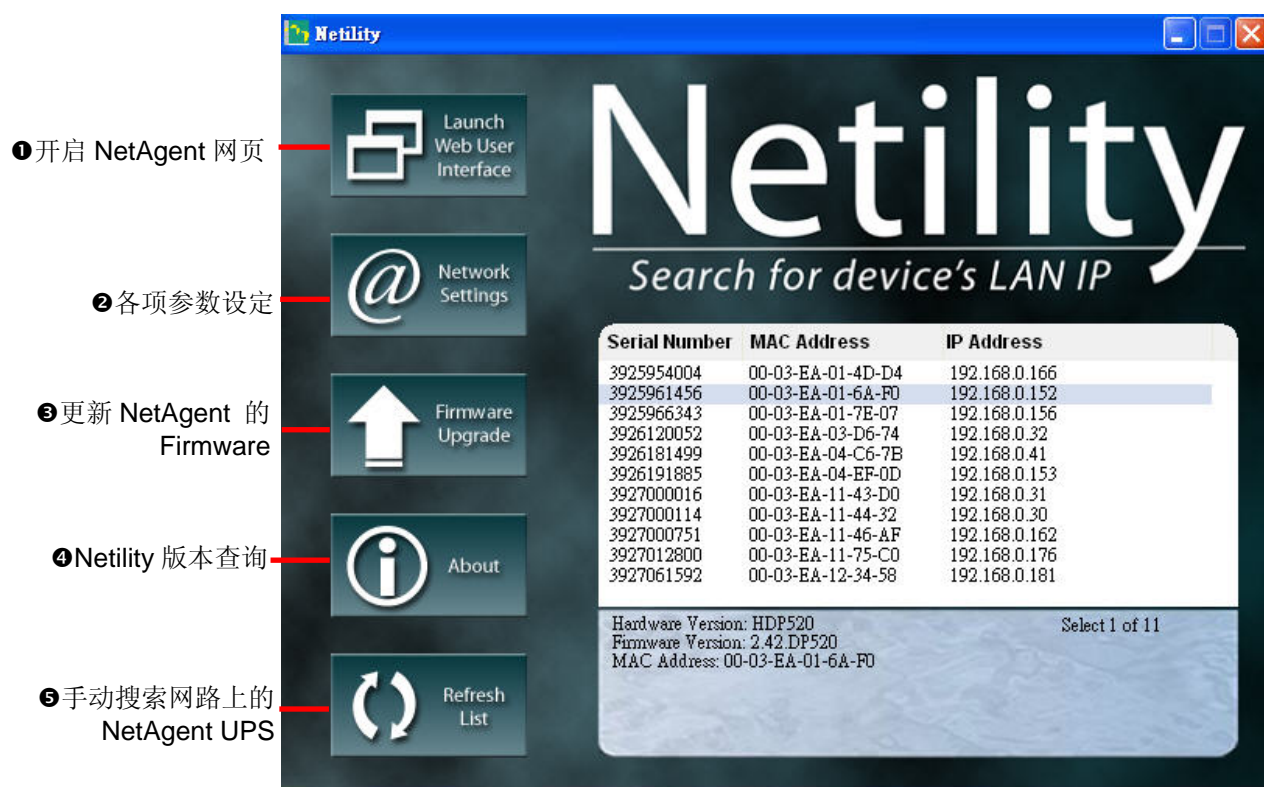 Netility
❶开启 NetAgent 网页
❷各项参数设定
❸更新 NetAgent 的
Firmware
❹Netility 版本查询
❺手动搜索网路上的
NetAgent UPS
Launch
Web User
Interface
Network
Settings
Firmware
Upgrade
About
Refresh
List
Netility
Search for device's LAN IP
Serial Number MAC Address IP Address
3925954004 00-03-EA-01-4D-D4 192.168.0.166
3925961456 00-03-EA-01-6A-F0 192.168.0.152
3925966343 00-03-EA-01-7E-07 192.168.0.156
3926120052 00-03-EA-03-D6-74 192.168.0.32
3926181499 00-03-EA-04-C6-7B 192.168.0.41
3926191885 00-03-EA-04-EF-0D 192.168.0.153
3927000016 00-03-EA-11-43-D0 192.168.0.31
3927000114 00-03-EA-11-44-32 192.168.0.30
3927000751 00-03-EA-11-46-AF 192.168.0.162
3927012800 00-03-EA-11-75-C0 192.168.0.176
3927061592 00-03-EA-12-34-58 192.168.0.181
Hardware Version: HDP520 Select 1 of 11
Firmware Version: 2.42.DP520
MAC Address: 00-03-EA-01-6A-F0